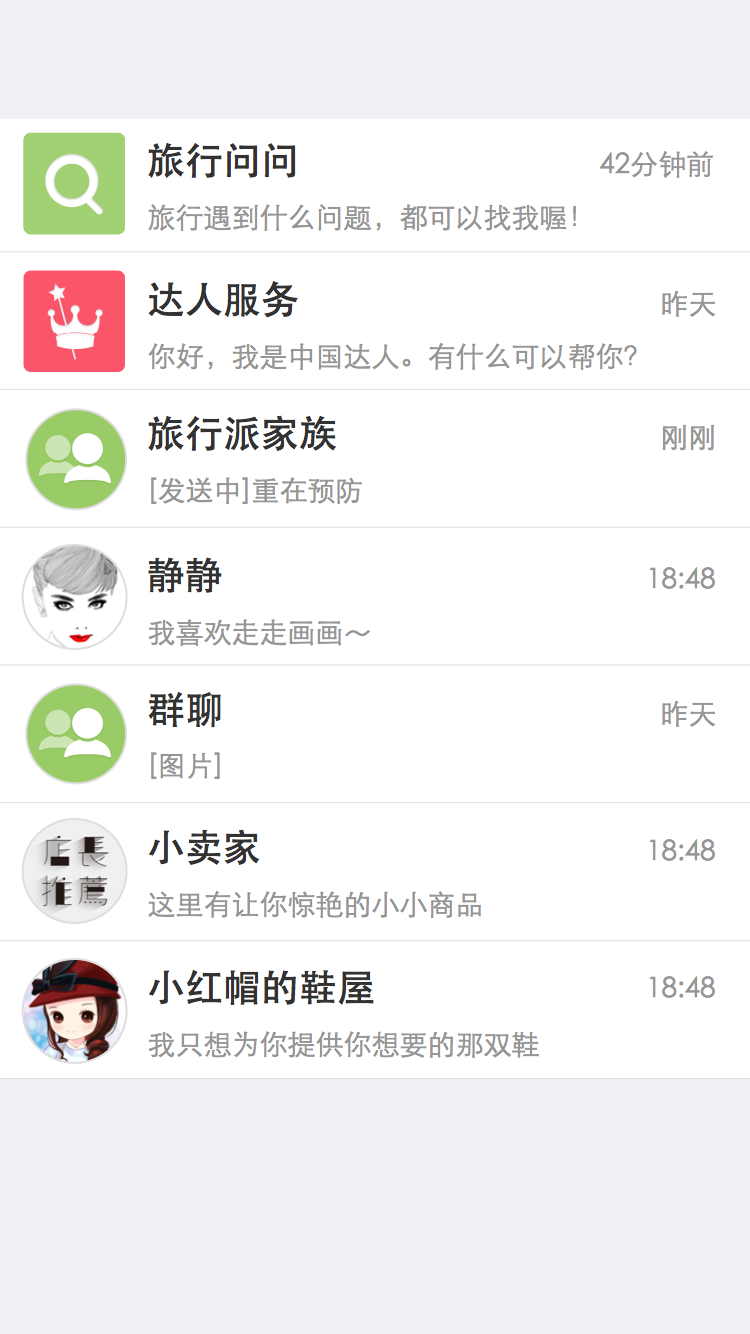 旅行问问
42分钟前
旅行遇到什么问题，都可以找我喔！
达人服务
昨天
你好，我是中国达人。有什么可以帮你?
旅行派家族
刚刚
[发送中]重在预防
静静
18:48
我喜欢走走画画～
群聊
昨天
[图片]
店長
推薦
小卖家
18:48
这里有让你惊艳的小小商品
小红帽的鞋屋
18:48
我只想为你提供你想要的那双鞋